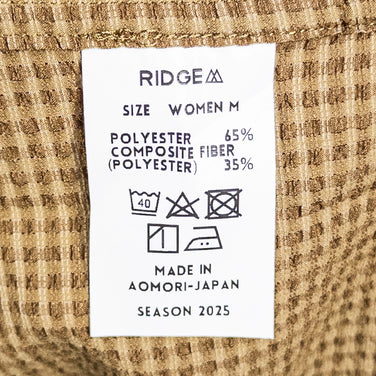 RIDGE
SIZE WOMEN M
POLYESTER 65%
COMPOSITE FIBER
(POLYESTER) 35%
40
MADE IN
AOMORI-JAPAN
SEASON 2025